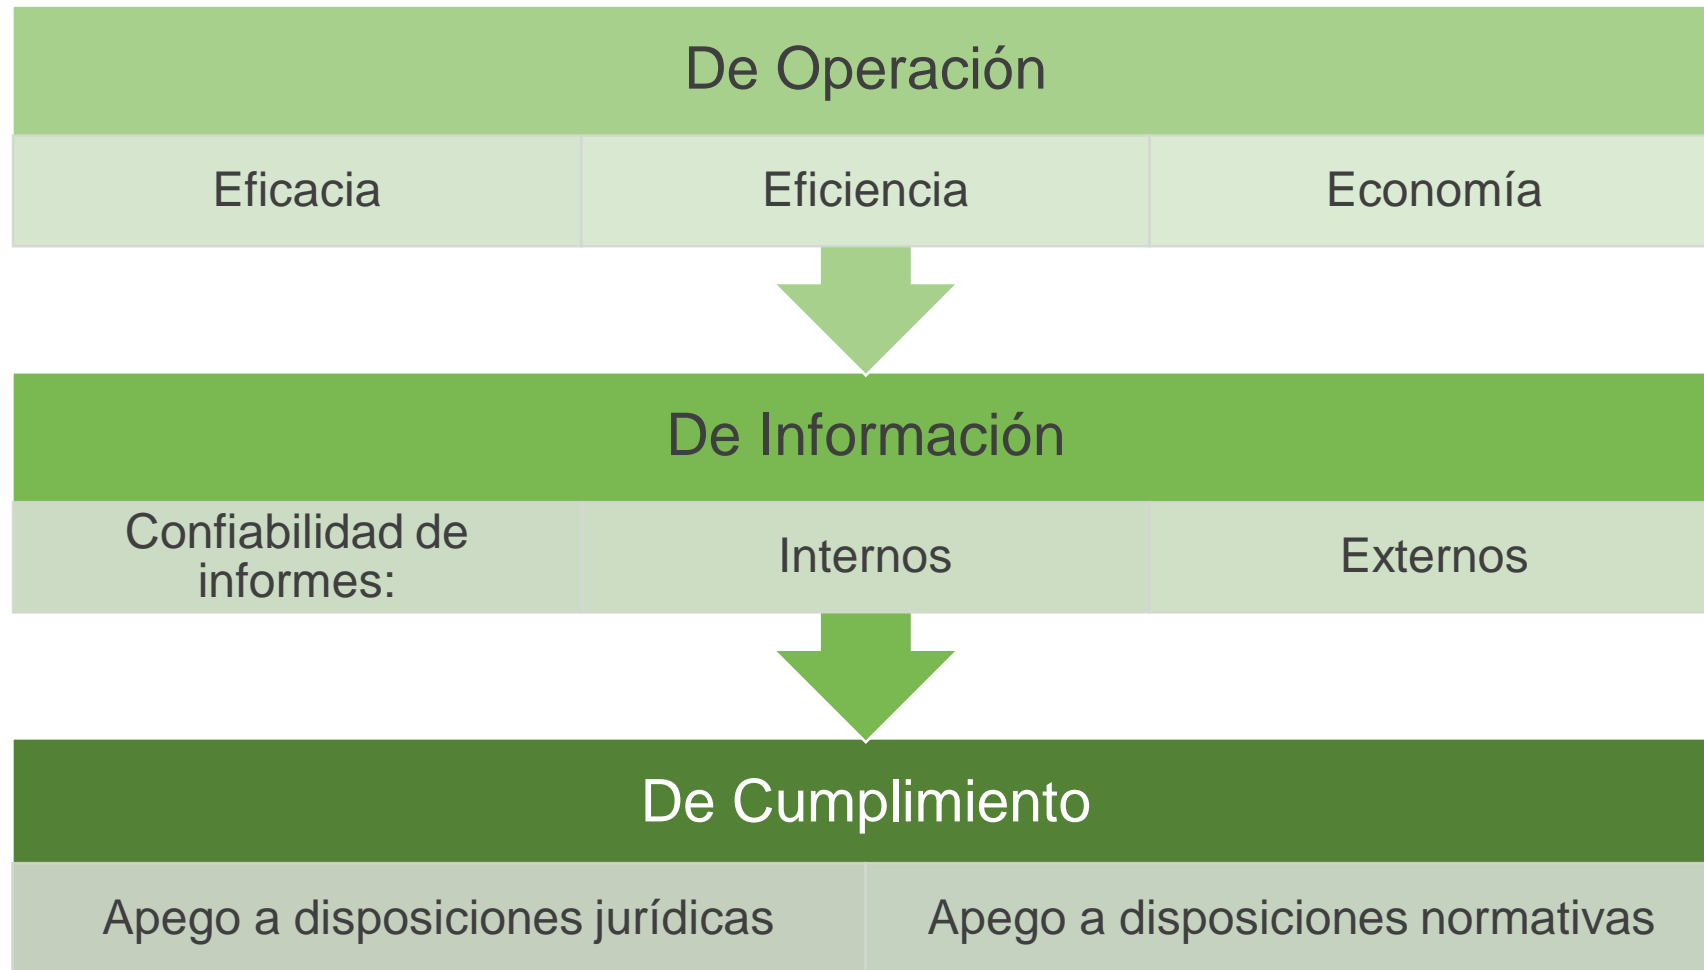 De Operación
Eficacia
Eficiencia
Economía
De Información
Confiabilidad de
informes:
Internos
Externos
De Cumplimiento
Apego a disposiciones jurídicas
Apego a disposiciones normativas